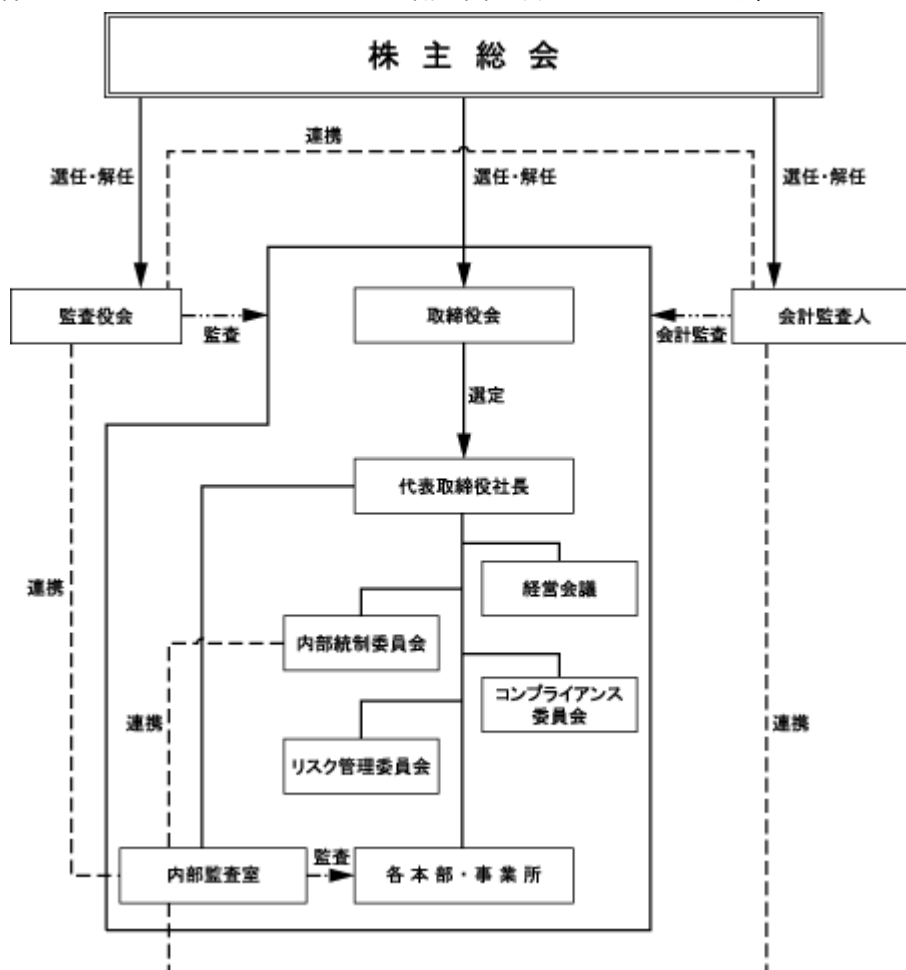 株主総会
連携
選任・解任
選任・解任
選任・解任
監査役会
取締役会
会計監査人
監査
会計監査
選定
代表取締役社長
経営会議
連携
内部統制委員会
コンプライアンス
委員会
連携
連携
リスク管理委員会
監査
内部監査室
各本部・事業所